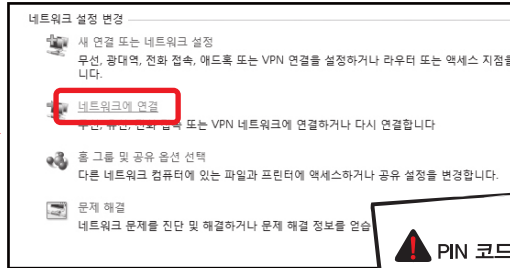 네트워크 설정 변경
새 연결 또는 네트워크 설정
무선, 광대역, 전화 접속, 애드혹 또는 VPN 연결을 설정하거나 라우터 또는 액세스 지점을
니다.
네트워크에 연결
무선, 유선, 전화 접속 또는 VPN 네트워크에 연결하거나 다시 연결합니다
홈 그룹 및 공유 옵션 선택
다른 네트워크 컴퓨터에 있는 파일과 프린터에 액세스하거나 공유 설정을 변경합니다.
문제 해결
네트워크 문제를 진단 및 해결하거나 문제 해결 정보를 얻습
PIN 코드